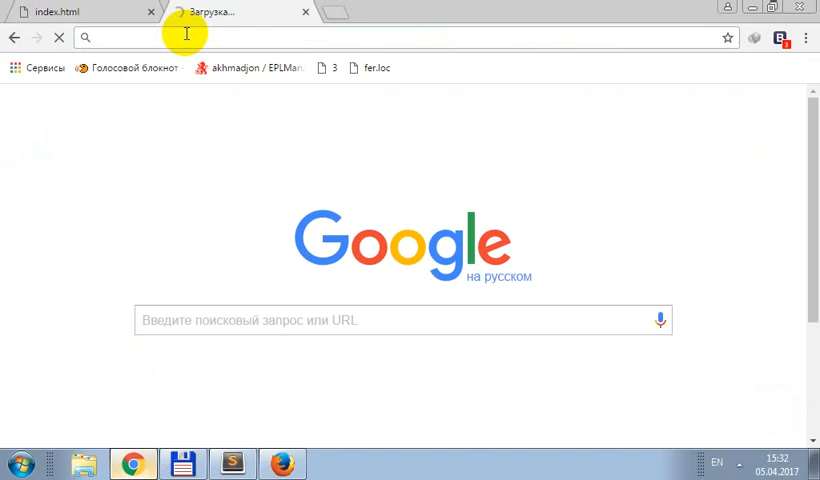 index.html
Загрузка...
Сервисы
Голосовой блокнот -
akhmadjon / EPLMan
3
fer.loc
Google
на русском
Введите поисковый запрос или URL
3
EN
15:32
05.04.2017